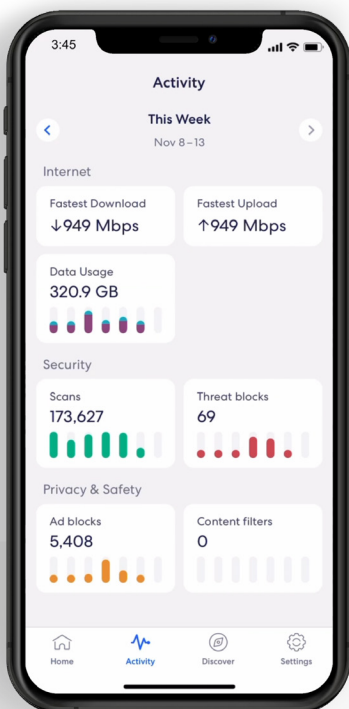 3:45
Activity
This Week
Nov 8–13
Internet
Fastest Download
↓949 Mbps
Fastest Upload
↑949 Mbps
Data Usage
320.9 GB
Security
Scans
173,627
Threat blocks
69
Privacy & Safety
Ad blocks
5,408
Content filters
0
Home
Activity
Discover
Settings